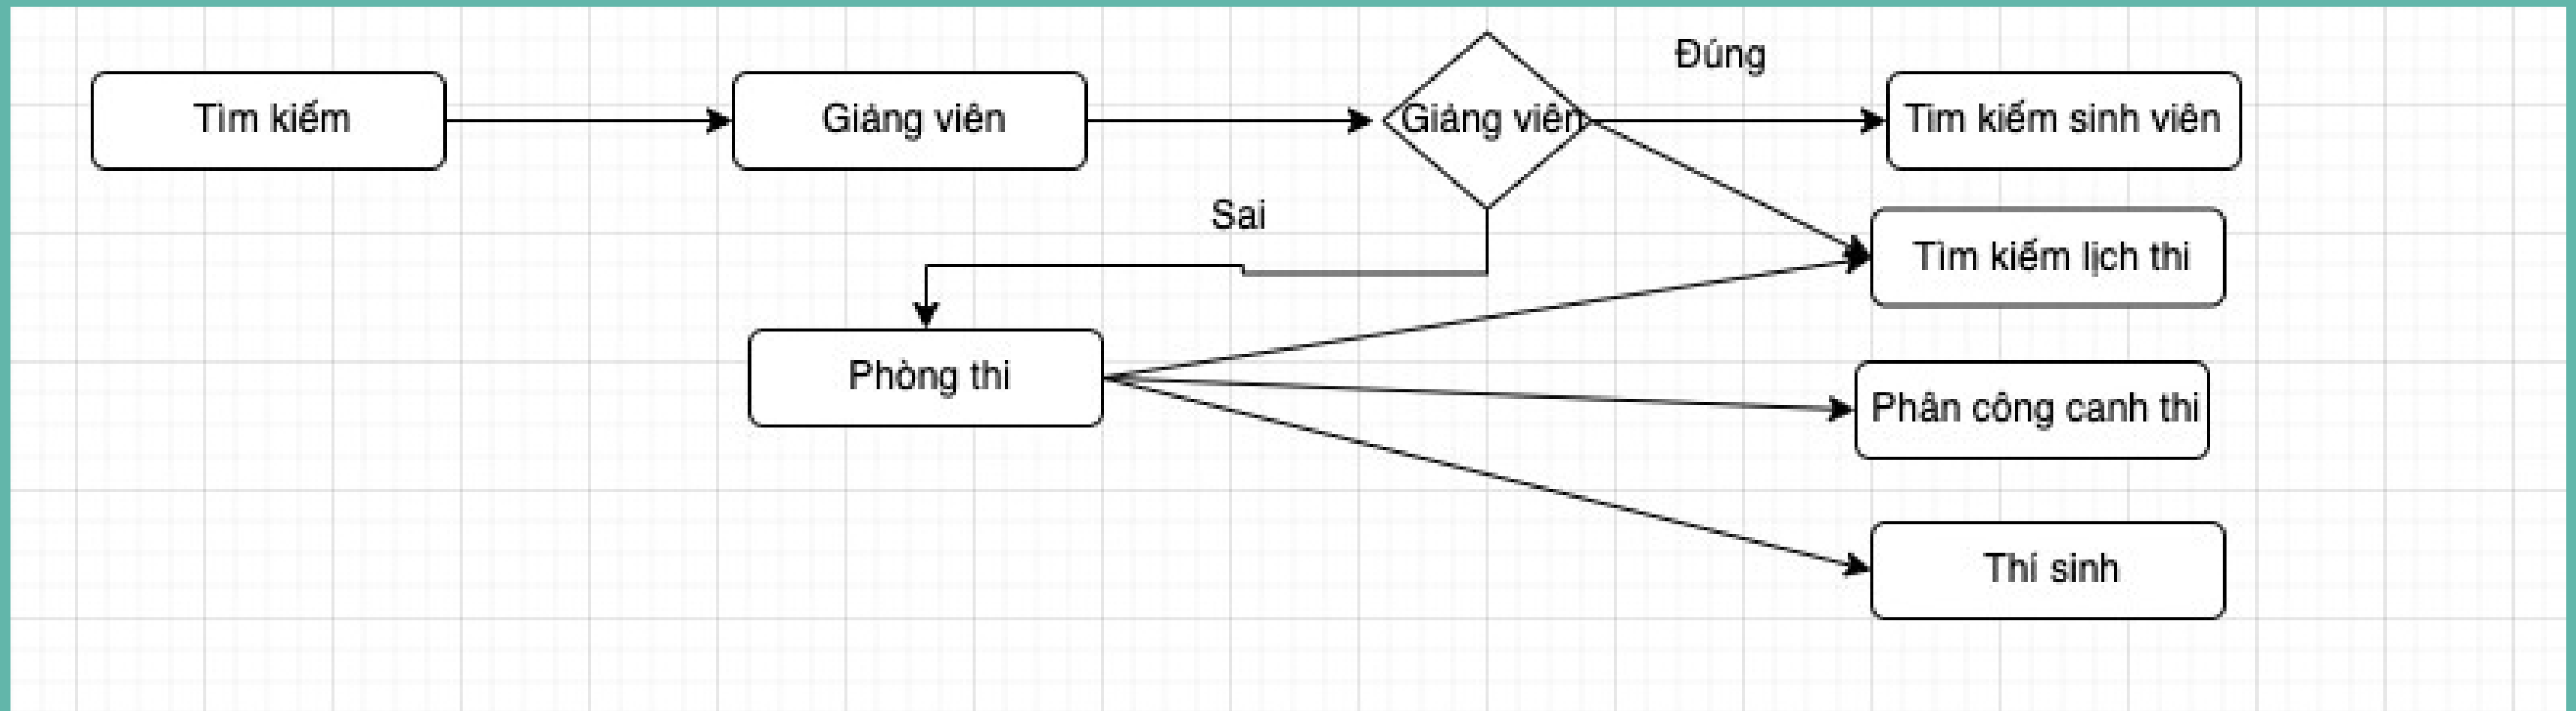 Tìm kiếm
Giảng viên
Giảng viên
Đúng
Tìm kiếm sinh viên
Sai
Tìm kiếm lịch thi
Phòng thi
Phân công canh thi
Thí sinh